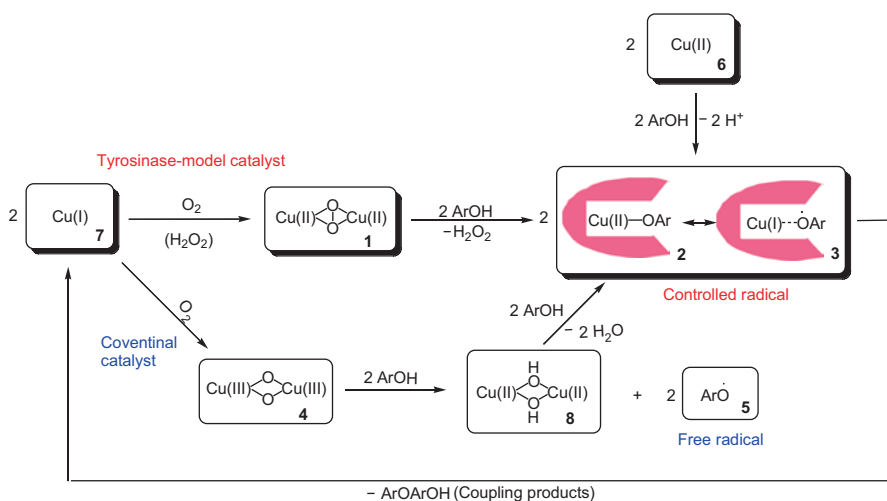 2 Cu(II)
6
2 ArOH − 2 H⁺
Tyrosinase-model catalyst
2 Cu(I)
7
O₂
(H₂O₂)
O
Cu(II) Cu(II)
O
1
2 ArOH
−H₂O₂
2 Cu(II)—OAr
2
Cu(I)---ȮAr
3
Controlled radical
O₂
Coventinal
catalyst
O
Cu(III) Cu(III)
O
4
2 ArOH
2 ArOH
− 2 H₂O
H
O
Cu(II) Cu(II)
O
H
8
+ 2 ArȮ
5
Free radical
− ArOArOH (Coupling products)